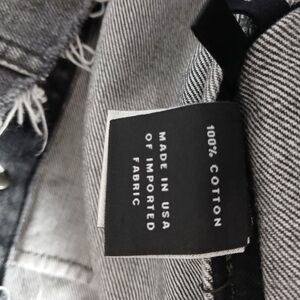 100% COTTON
MADE IN USA
OF IMPORTED
FABRIC